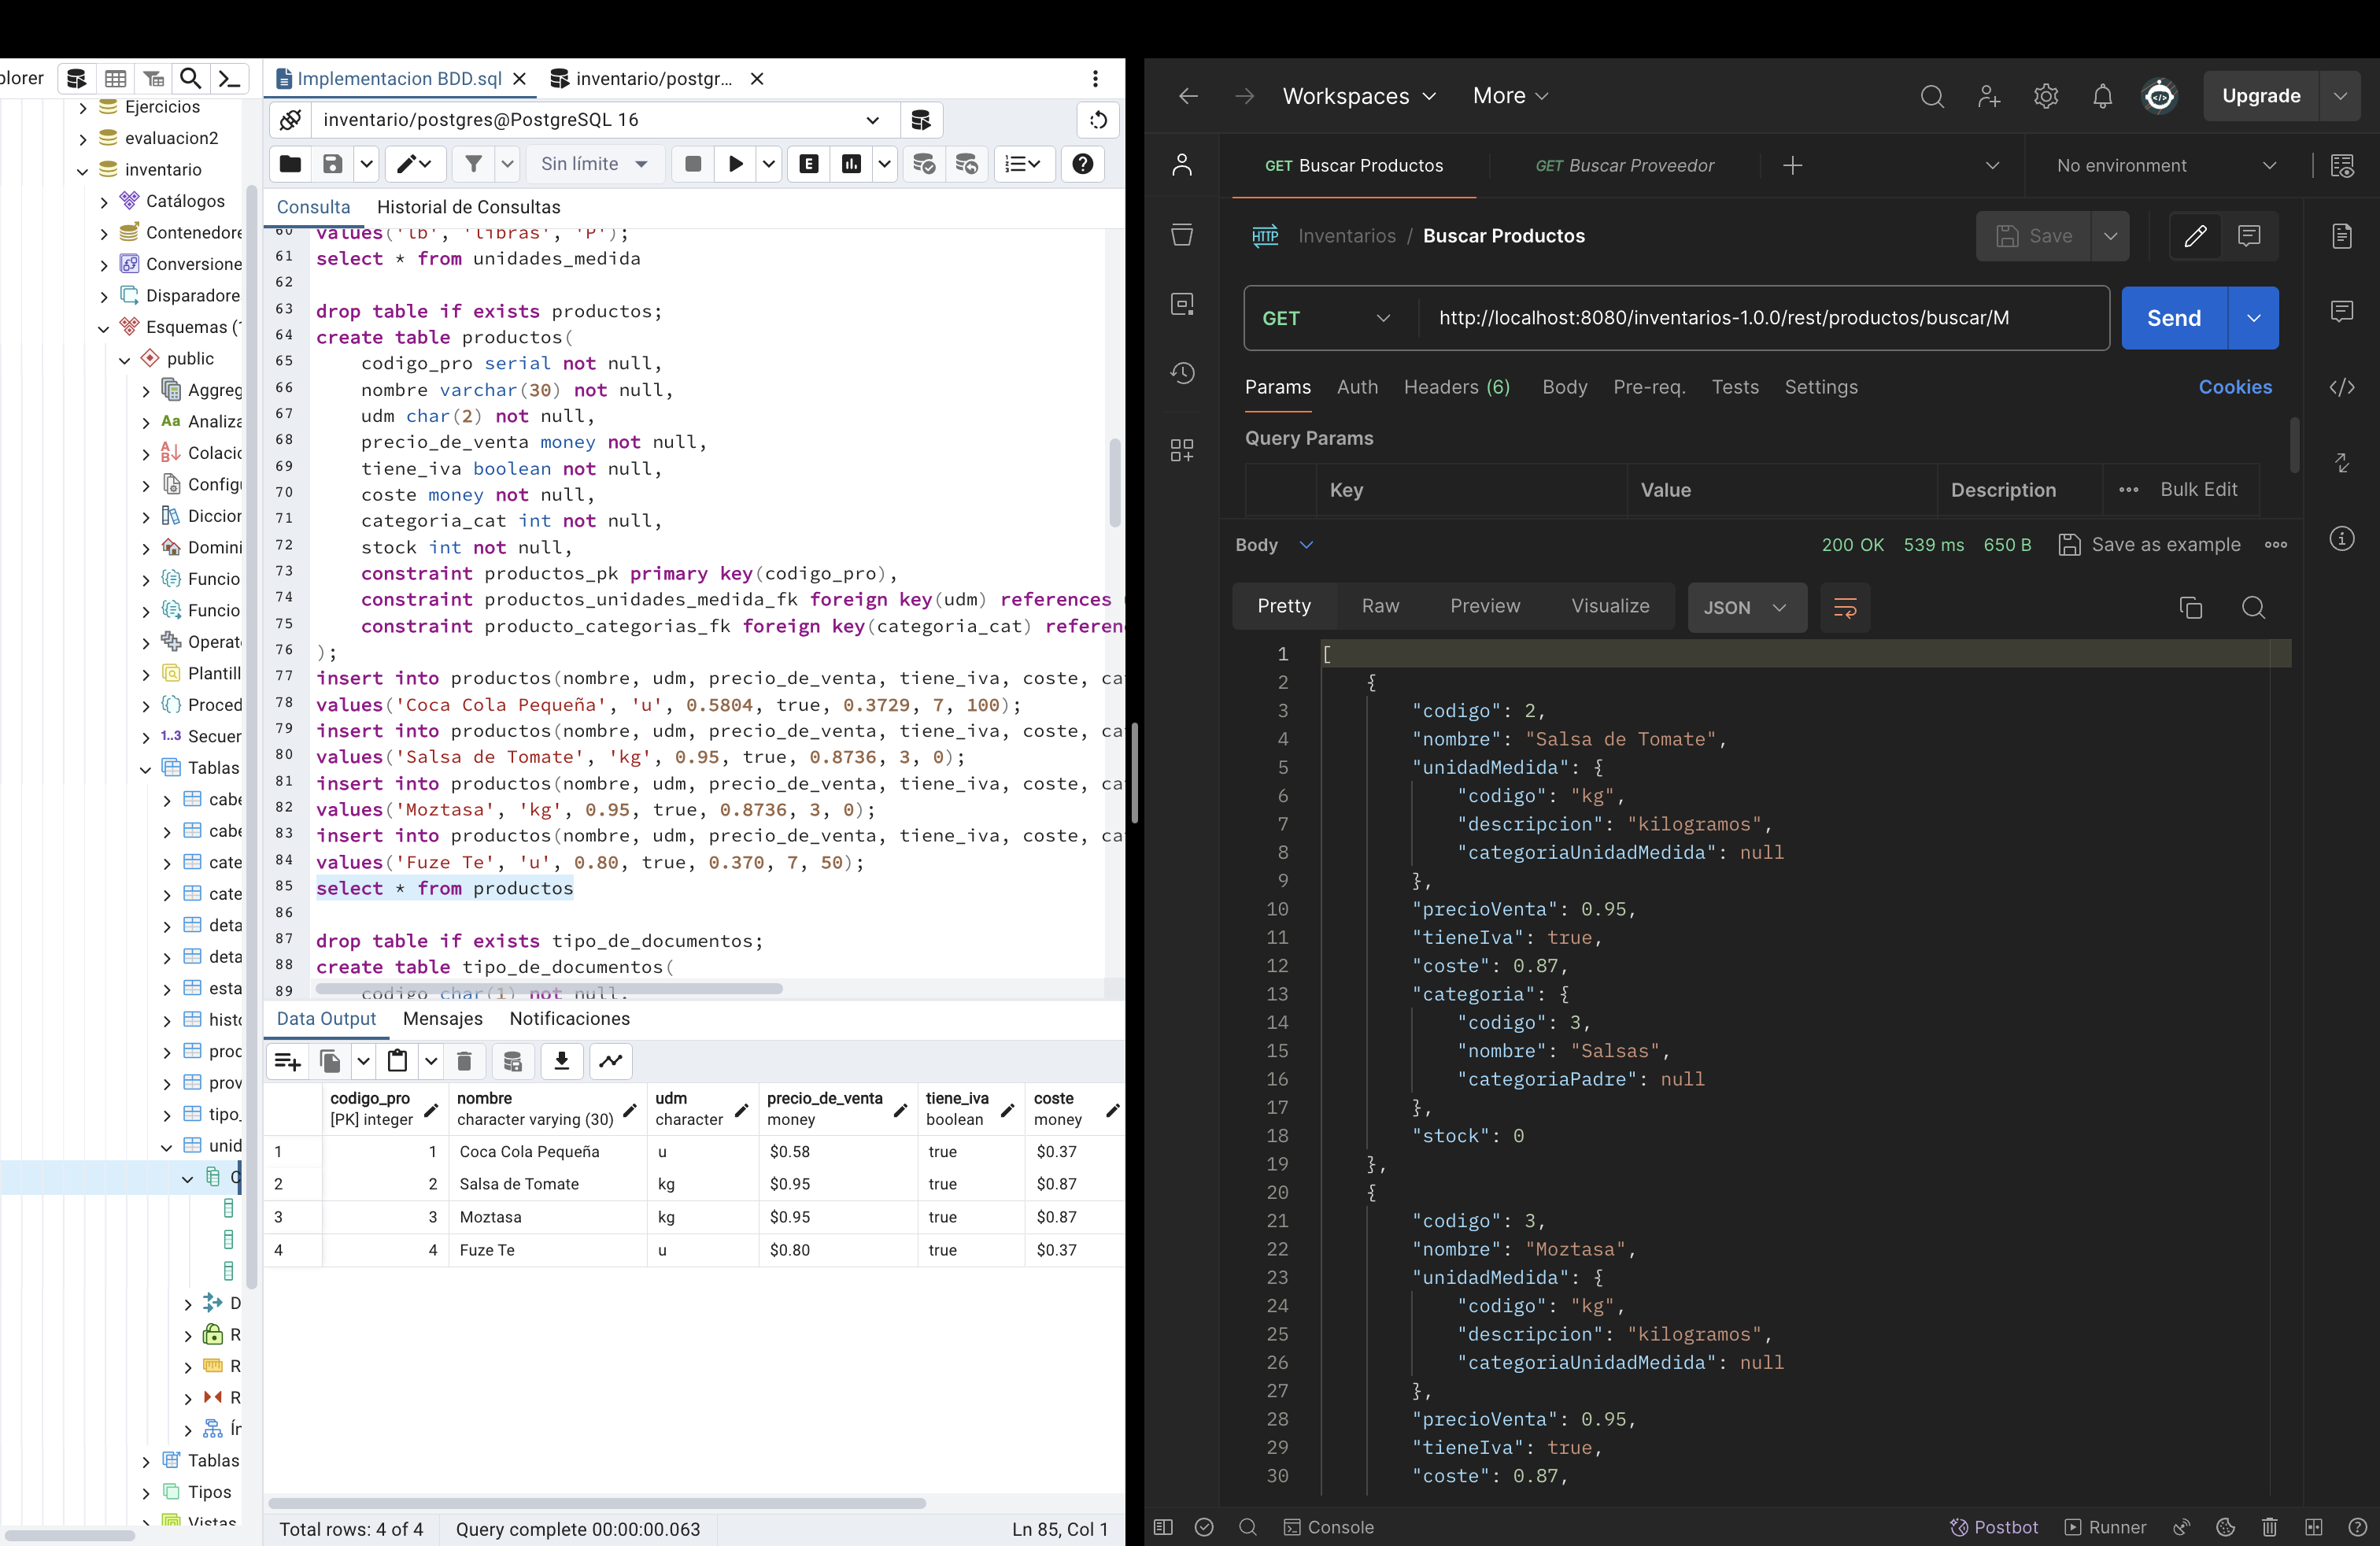 plorer
Implementacion BDD.sql
inventario/postgr...
Ejercicios
evaluacion2
inventario
Catálogos
Contenedore
Conversione
Disparadore
Esquemas (
public
Aggreg
Aa Analiza
Colacio
Configu
Diccior
Domini
Funcio
Funcio
Operat
Plantill
Proced
1..3 Secuer
Tablas
cabe
cabe
cate
cate
deta
deta
esta
histo
prod
prov
tipo_
unid
C
D
R
R
R
Ín
Tablas
Tipos
Vistas
inventario/postgres@PostgreSQL 16
Sin límite
Consulta Historial de Consultas
60 values('lb', 'libras', 'P');
61 select * from unidades_medida
62
63 drop table if exists productos;
64 create table productos(
65 codigo_pro serial not null,
66 nombre varchar(30) not null,
67 udm char(2) not null,
68 precio_de_venta money not null,
69 tiene_iva boolean not null,
70 coste money not null,
71 categoria_cat int not null,
72 stock int not null,
73 constraint productos_pk primary key(codigo_pro),
74 constraint productos_unidades_medida_fk foreign key(udm) references
75 constraint producto_categorias_fk foreign key(categoria_cat) referen
76 );
77 insert into productos(nombre, udm, precio_de_venta, tiene_iva, coste, ca
78 values('Coca Cola Pequeña', 'u', 0.5804, true, 0.3729, 7, 100);
79 insert into productos(nombre, udm, precio_de_venta, tiene_iva, coste, ca
80 values('Salsa de Tomate', 'kg', 0.95, true, 0.8736, 3, 0);
81 insert into productos(nombre, udm, precio_de_venta, tiene_iva, coste, ca
82 values('Moztasa', 'kg', 0.95, true, 0.8736, 3, 0);
83 insert into productos(nombre, udm, precio_de_venta, tiene_iva, coste, ca
84 values('Fuze Te', 'u', 0.80, true, 0.370, 7, 50);
85 select * from productos
86
87 drop table if exists tipo_de_documentos;
88 create table tipo_de_documentos(
89 codigo char(1) not null,
Data Output Mensajes Notificaciones
codigo_pro nombre udm precio_de_venta tiene_iva coste
[PK] integer character varying (30) character money boolean money
1 1 Coca Cola Pequeña u $0.58 true $0.37
2 2 Salsa de Tomate kg $0.95 true $0.87
3 3 Moztasa kg $0.95 true $0.87
4 4 Fuze Te u $0.80 true $0.37
Total rows: 4 of 4 Query complete 00:00:00.063 Ln 85, Col 1
Workspaces More Upgrade
GET Buscar Productos GET Buscar Proveedor No environment
HTTP Inventarios / Buscar Productos Save
GET http://localhost:8080/inventarios-1.0.0/rest/productos/buscar/M Send
Params Auth Headers (6) Body Pre-req. Tests Settings Cookies
Query Params
Key Value Description Bulk Edit
Body 200 OK 539 ms 650 B Save as example
Pretty Raw Preview Visualize JSON
1 [
2 {
3 "codigo": 2,
4 "nombre": "Salsa de Tomate",
5 "unidadMedida": {
6 "codigo": "kg",
7 "descripcion": "kilogramos",
8 "categoriaUnidadMedida": null
9 },
10 "precioVenta": 0.95,
11 "tieneIva": true,
12 "coste": 0.87,
13 "categoria": {
14 "codigo": 3,
15 "nombre": "Salsas",
16 "categoriaPadre": null
17 },
18 "stock": 0
19 },
20 {
21 "codigo": 3,
22 "nombre": "Moztasa",
23 "unidadMedida": {
24 "codigo": "kg",
25 "descripcion": "kilogramos",
26 "categoriaUnidadMedida": null
27 },
28 "precioVenta": 0.95,
29 "tieneIva": true,
30 "coste": 0.87,
Console Postbot Runner